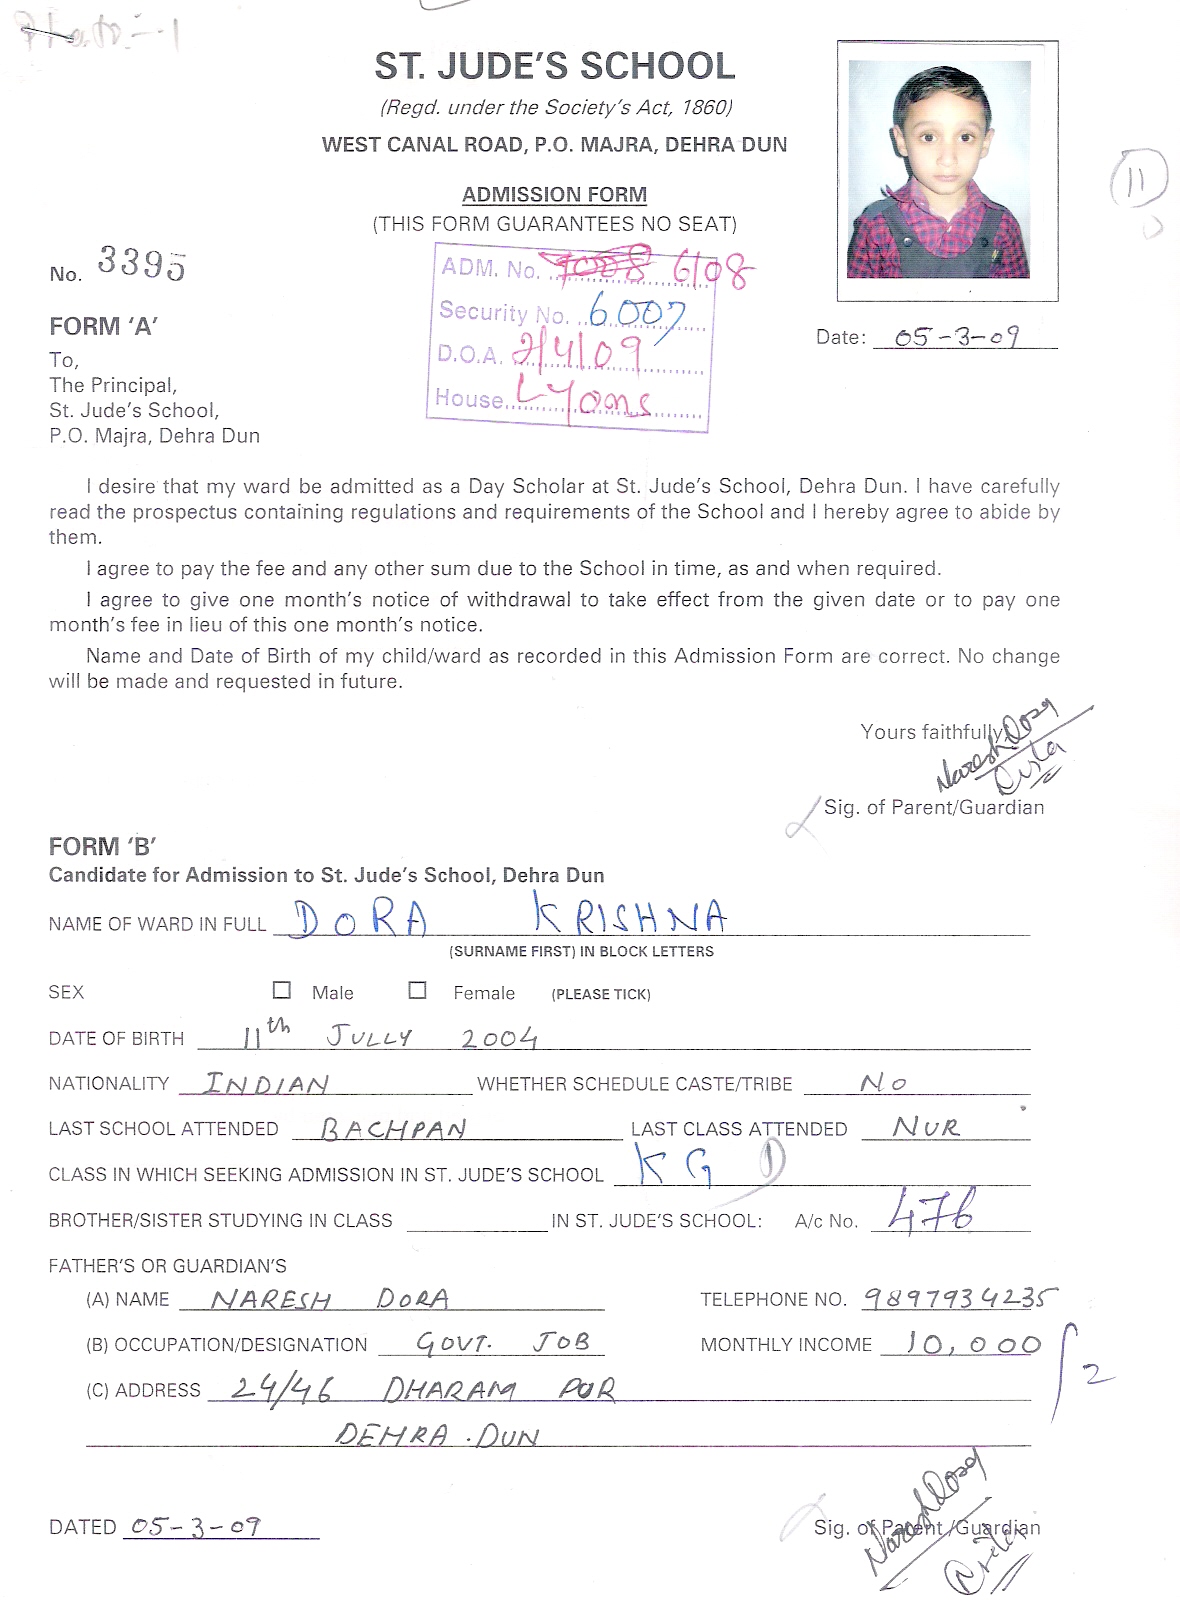 Photo - 1
ST. JUDE'S SCHOOL
(Regd. under the Society's Act, 1860)
WEST CANAL ROAD, P.O. MAJRA, DEHRA DUN
ADMISSION FORM
(THIS FORM GUARANTEES NO SEAT)
11
No. 3395
ADM. No. 6108
Security No. 6007
D.O.A. 2/4/09
House Lyons
FORM 'A'
Date: 05-3-09
To,
The Principal,
St. Jude's School,
P.O. Majra, Dehra Dun
I desire that my ward be admitted as a Day Scholar at St. Jude's School, Dehra Dun. I have carefully
read the prospectus containing regulations and requirements of the School and I hereby agree to abide by
them.
I agree to pay the fee and any other sum due to the School in time, as and when required.
I agree to give one month's notice of withdrawal to take effect from the given date or to pay one
month's fee in lieu of this one month's notice.
Name and Date of Birth of my child/ward as recorded in this Admission Form are correct. No change
will be made and requested in future.
Yours faithfully,
Naresh Dora
Sig. of Parent/Guardian
FORM 'B'
Candidate for Admission to St. Jude's School, Dehra Dun
NAME OF WARD IN FULL DORA KRISHNA
(SURNAME FIRST) IN BLOCK LETTERS
SEX Male Female (PLEASE TICK)
DATE OF BIRTH 11th JULLY 2004
NATIONALITY INDIAN WHETHER SCHEDULE CASTE/TRIBE NO
LAST SCHOOL ATTENDED BACHPAN LAST CLASS ATTENDED NUR
CLASS IN WHICH SEEKING ADMISSION IN ST. JUDE'S SCHOOL KG D
BROTHER/SISTER STUDYING IN CLASS IN ST. JUDE'S SCHOOL: A/c No. 476
FATHER'S OR GUARDIAN'S
(A) NAME NARESH DORA TELEPHONE NO. 9897934235
(B) OCCUPATION/DESIGNATION GOVT. JOB MONTHLY INCOME 10,000
(C) ADDRESS 24/46 DHARAM PUR 2
DEHRA DUN
Naresh Dora
DATED 05-3-09 Sig. of Parent/Guardian